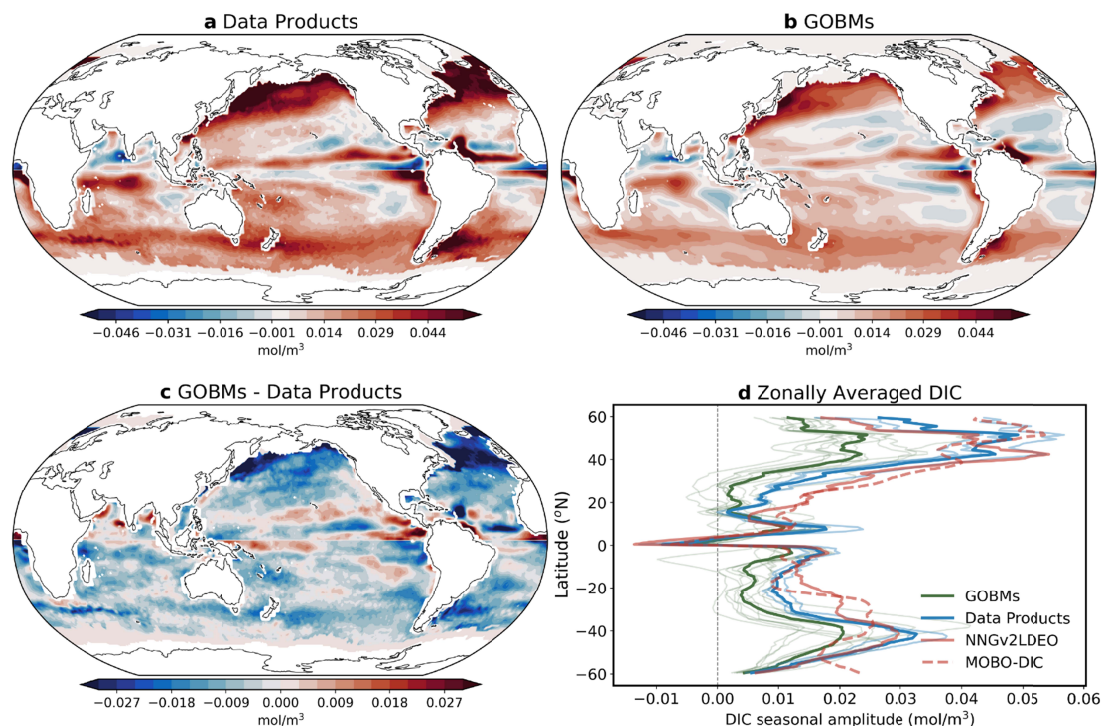 a Data Products
b GOBMs
−0.046 −0.031 −0.016 −0.001 0.014 0.029 0.044
mol/m³
−0.046 −0.031 −0.016 −0.001 0.014 0.029 0.044
mol/m³
c GOBMs - Data Products
−0.027 −0.018 −0.009 0.000 0.009 0.018 0.027
mol/m³
d Zonally Averaged DIC
Latitude (°N)
60
40
20
0
−20
−40
−60
GOBMs
Data Products
NNGv2LDEO
MOBO-DIC
−0.01 0.00 0.01 0.02 0.03 0.04 0.05 0.06
DIC seasonal amplitude (mol/m³)